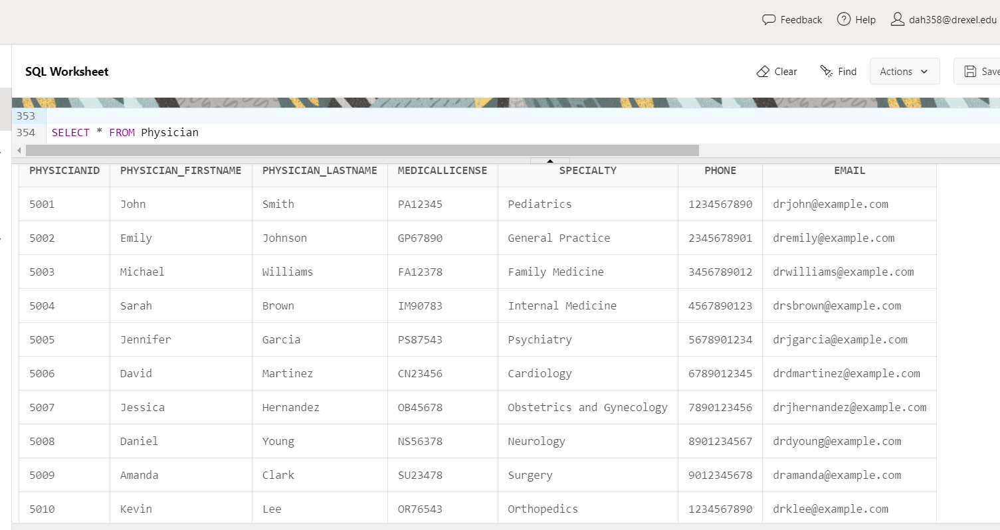 Feedback Help dah358@drexel.edu
SQL Worksheet Clear Find Actions Save
353
354 SELECT * FROM Physician
PHYSICIANID PHYSICIAN_FIRSTNAME PHYSICIAN_LASTNAME MEDICALLICENSE SPECIALTY PHONE EMAIL
5001 John Smith PA12345 Pediatrics 1234567890 drjohn@example.com
5002 Emily Johnson GP67890 General Practice 2345678901 dremily@example.com
5003 Michael Williams FA12378 Family Medicine 3456789012 drwilliams@example.com
5004 Sarah Brown IM90783 Internal Medicine 4567890123 drsbrown@example.com
5005 Jennifer Garcia PS87543 Psychiatry 5678901234 drjgarcia@example.com
5006 David Martinez CN23456 Cardiology 6789012345 drdmartinez@example.com
5007 Jessica Hernandez OB45678 Obstetrics and Gynecology 7890123456 drjhernandez@example.com
5008 Daniel Young NS56378 Neurology 8901234567 drdyoung@example.com
5009 Amanda Clark SU23478 Surgery 9012345678 dramanda@example.com
5010 Kevin Lee OR76543 Orthopedics 1234567890 drklee@example.com